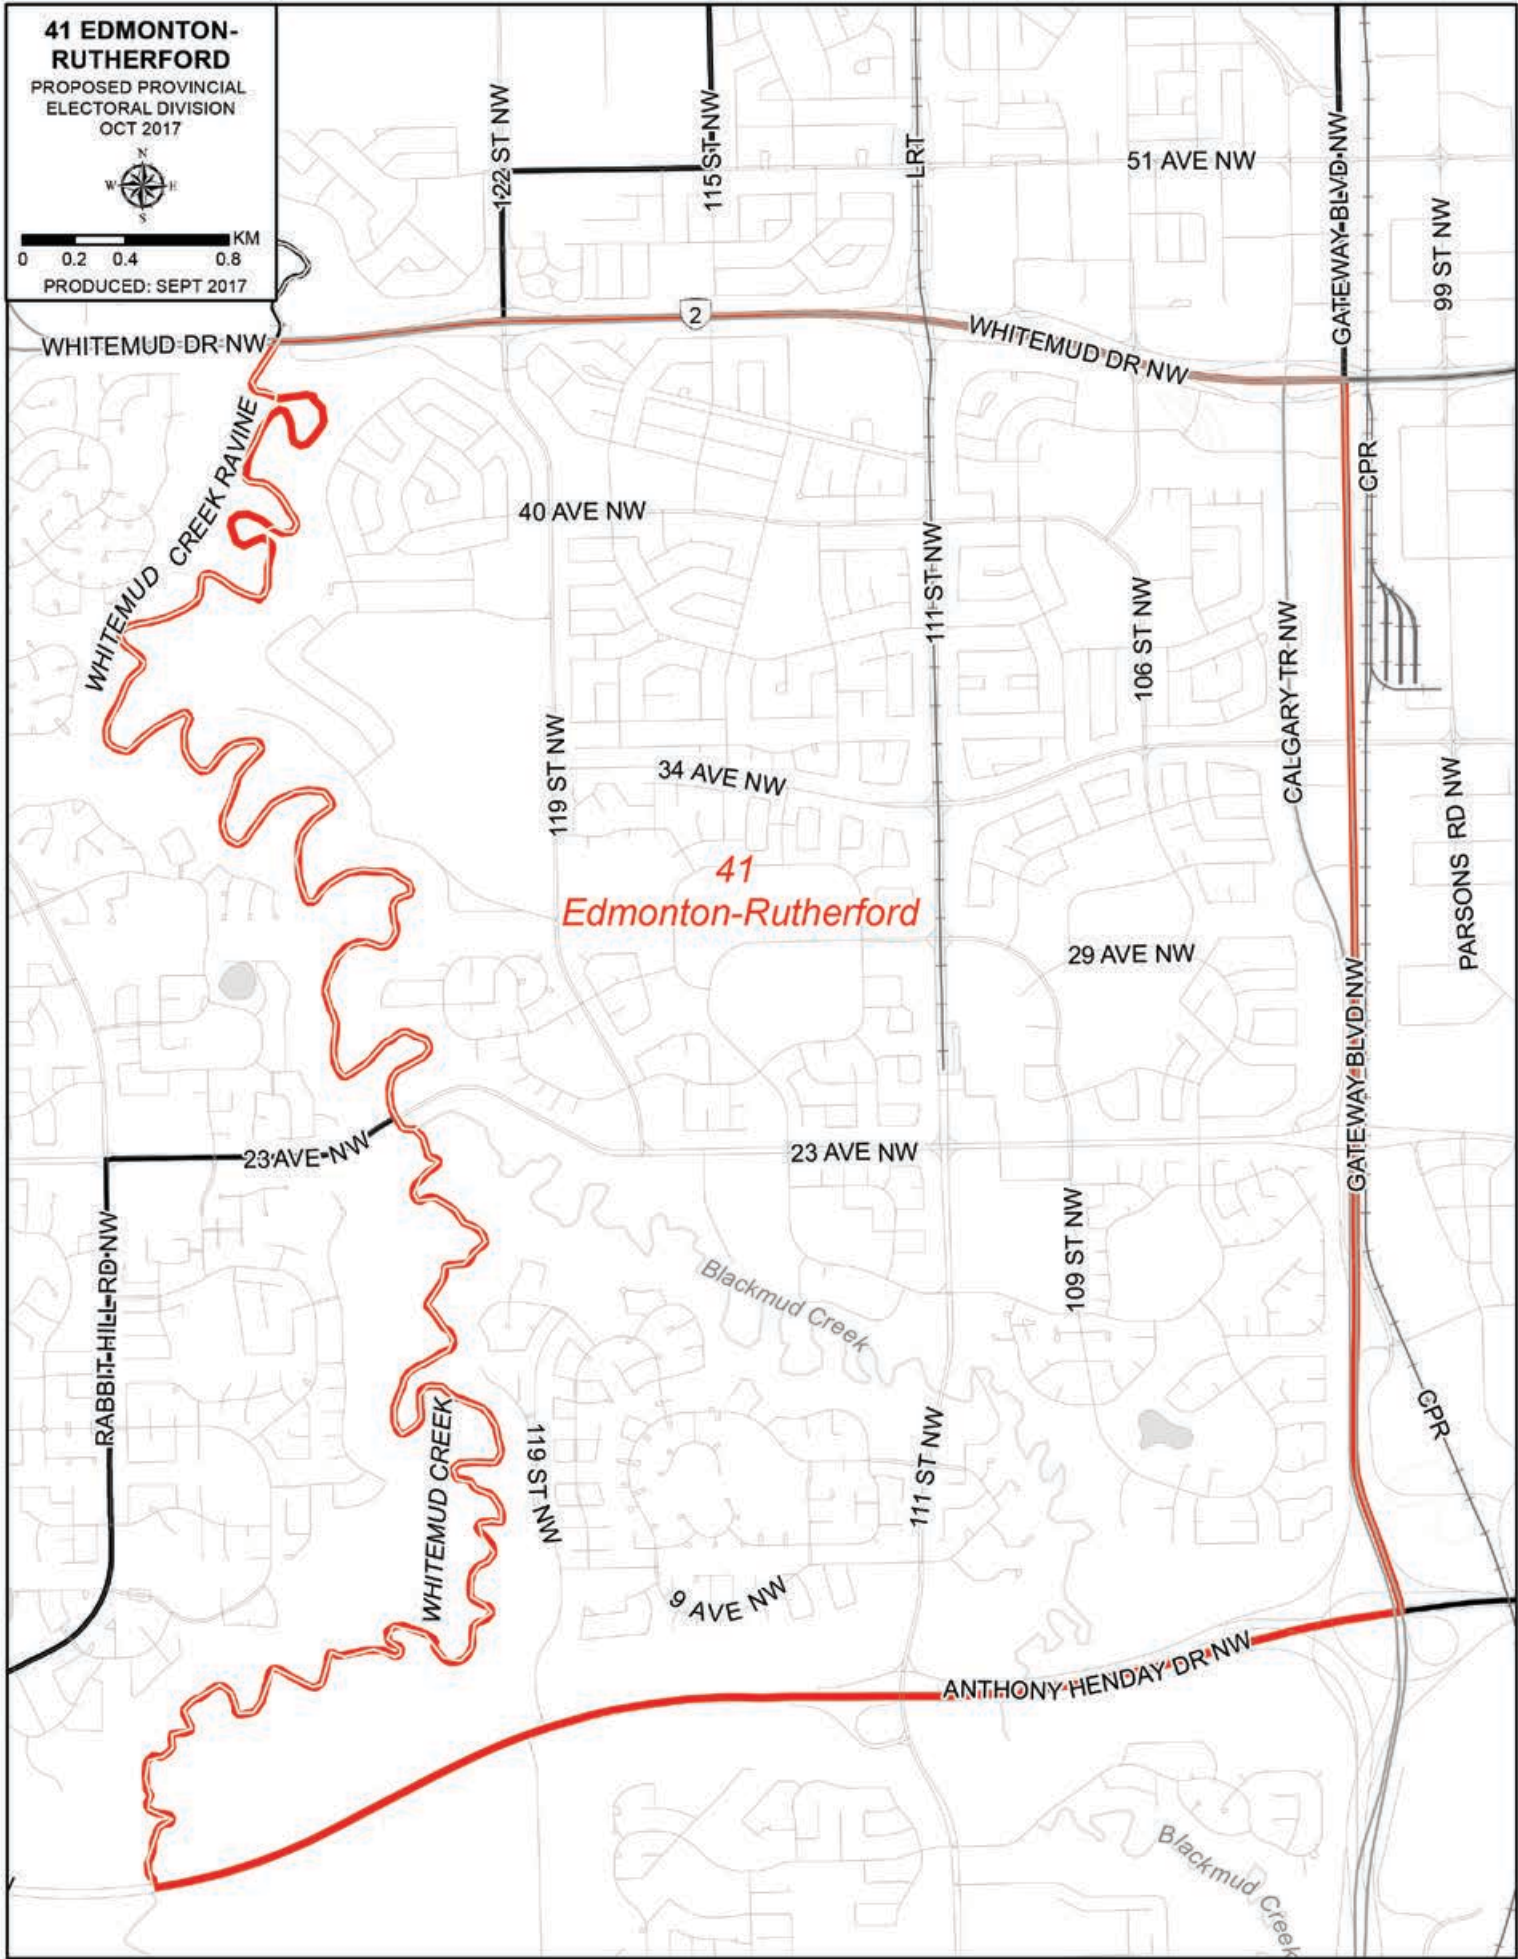 41 EDMONTON-
RUTHERFORD
PROPOSED PROVINCIAL
ELECTORAL DIVISION
OCT 2017
N
W E
S
KM
0 0.2 0.4 0.8
PRODUCED: SEPT 2017
122 ST NW
115 ST NW
LRT
51 AVE NW
GATEWAY BLVD NW
99 ST NW
2
WHITEMUD DR NW
WHITEMUD DR NW
WHITEMUD CREEK RAVINE
CPR
40 AVE NW
111 ST NW
106 ST NW
CALGARY TR NW
119 ST NW
34 AVE NW
PARSONS RD NW
41
Edmonton-Rutherford
29 AVE NW
GATEWAY BLVD NW
23 AVE NW
23 AVE NW
RABBIT HILL RD NW
109 ST NW
Blackmud Creek
WHITEMUD CREEK
119 ST NW
111 ST NW
CPR
9 AVE NW
ANTHONY HENDAY DR NW
Blackmud Creek